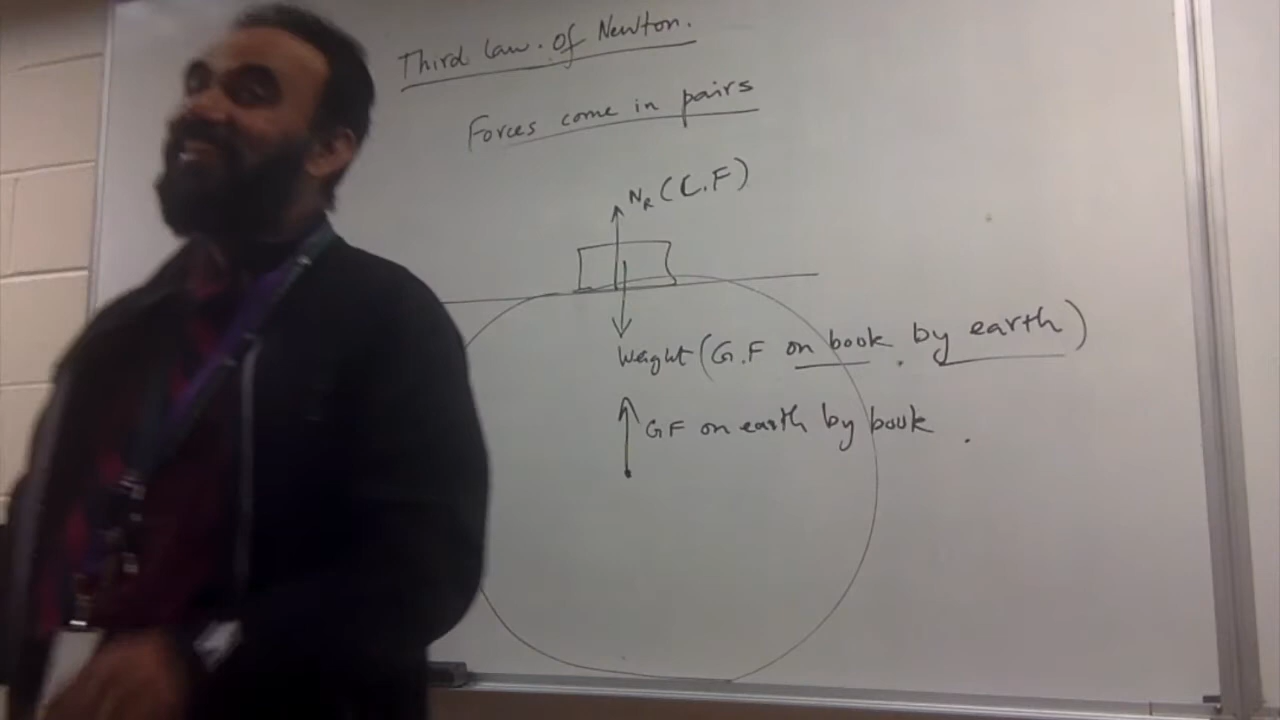 Third Law. of Newton.
Forces come in pairs
NR (C.F)
Weight (G.F on book by earth)
GF on earth by book.